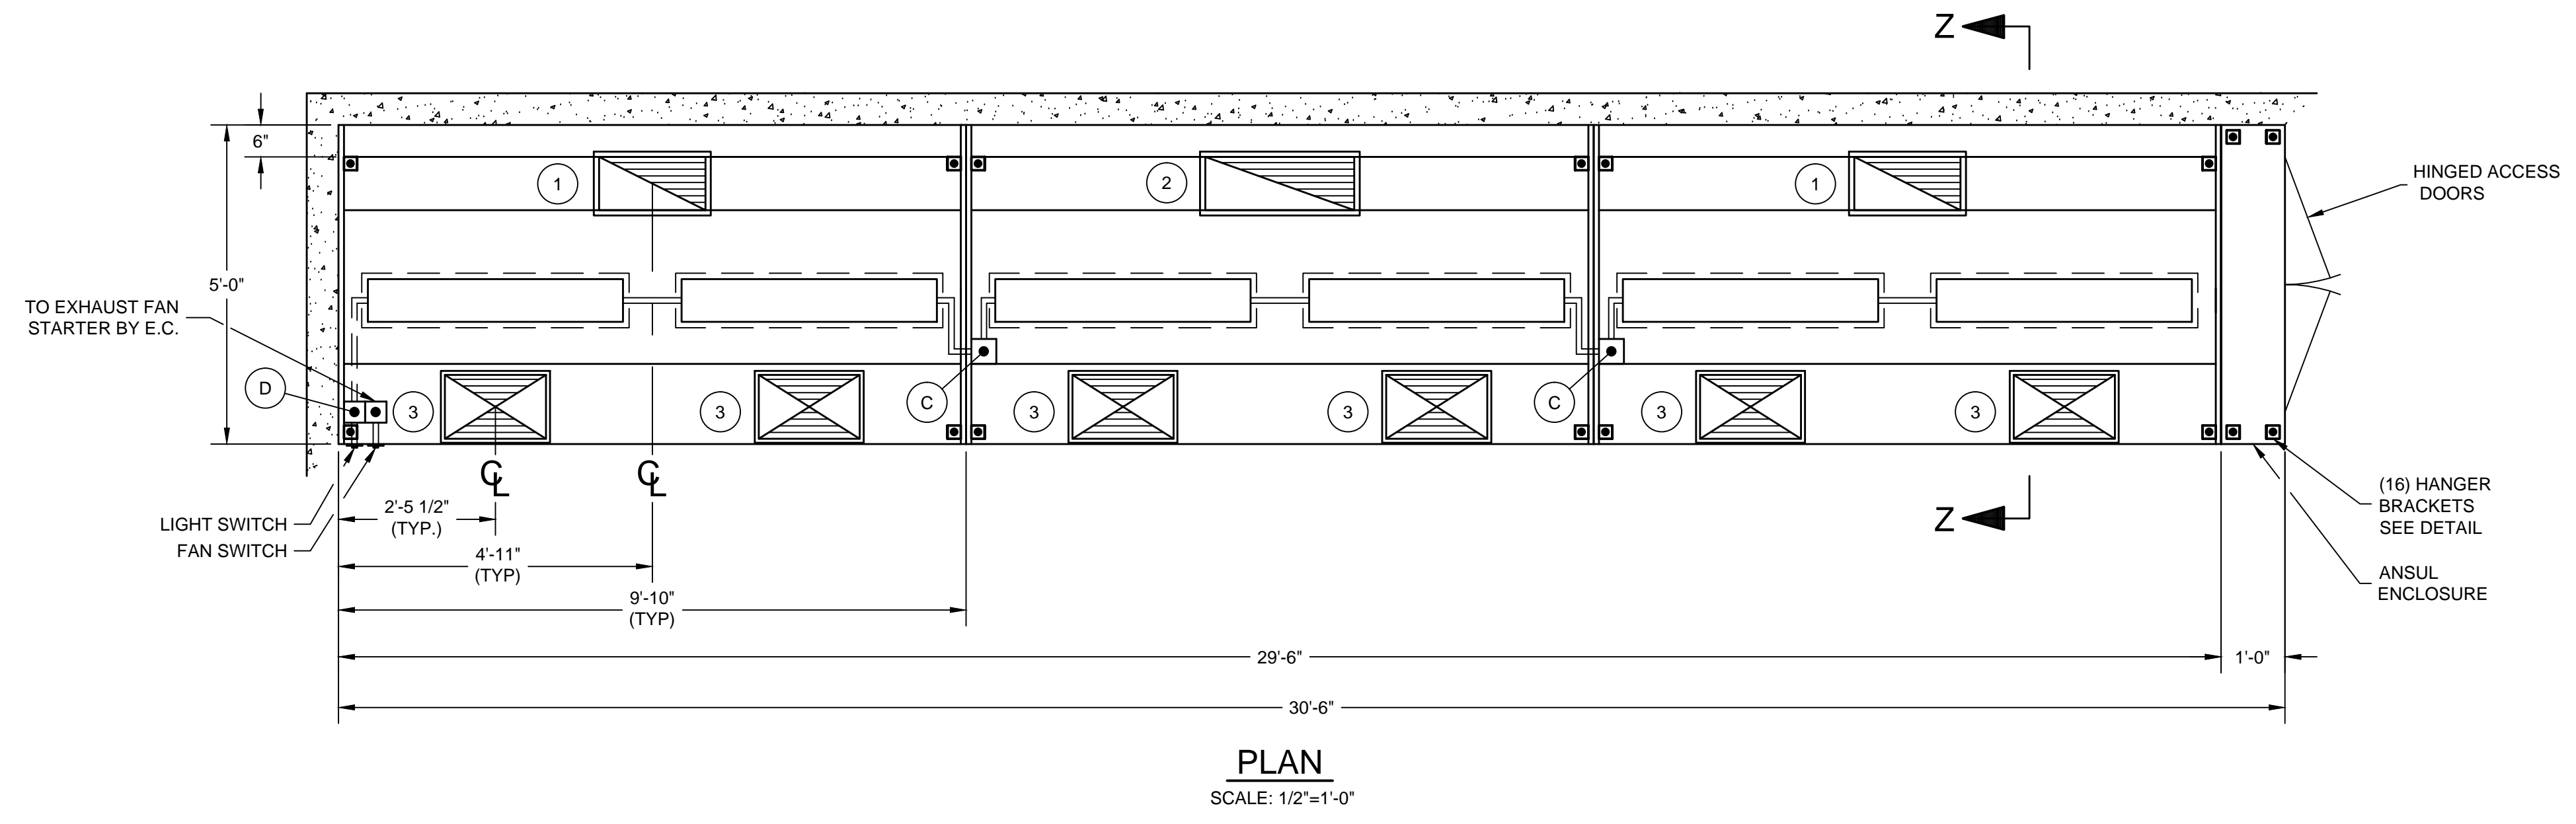 Z
6"
1
2
1
HINGED ACCESS
DOORS
5'-0"
TO EXHAUST FAN
STARTER BY E.C.
D
3
3
C
3
3
C
3
3
CL
CL
2'-5 1/2"
(TYP.)
LIGHT SWITCH
FAN SWITCH
4'-11"
(TYP)
9'-10"
(TYP)
Z
(16) HANGER
BRACKETS
SEE DETAIL
ANSUL
ENCLOSURE
29'-6"
1'-0"
30'-6"
PLAN
SCALE: 1/2"=1'-0"